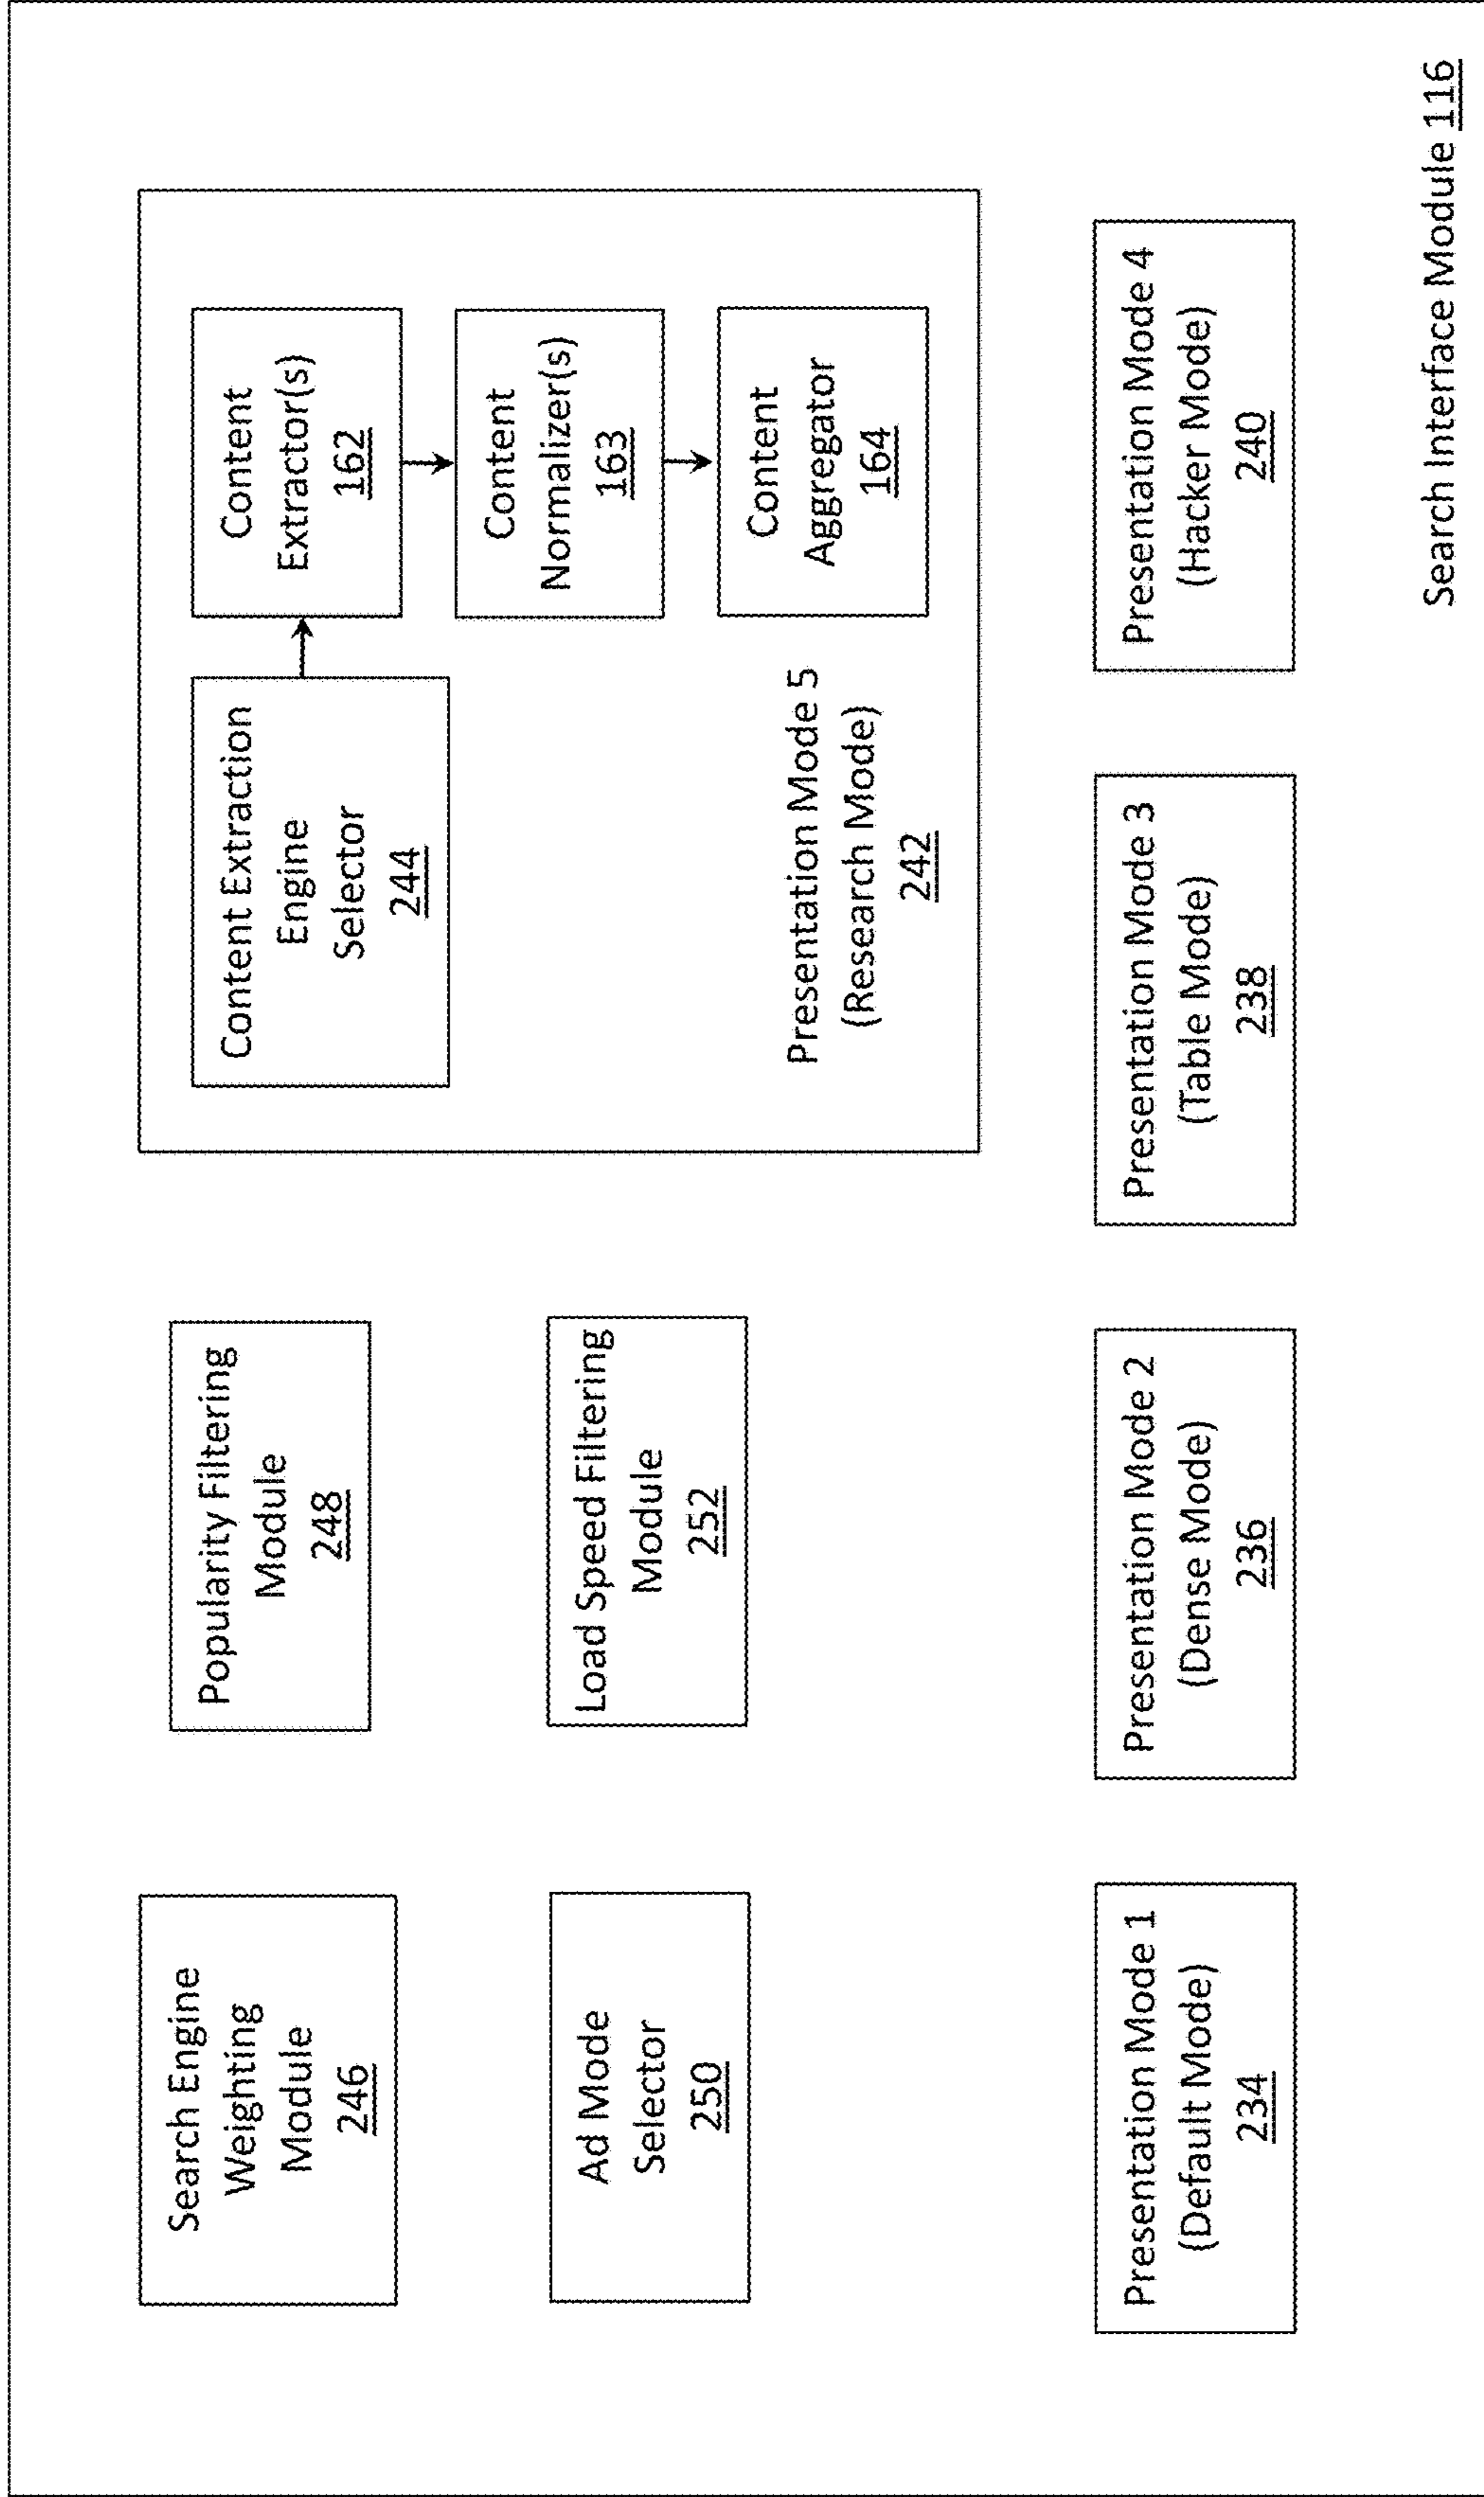 Search Engine
Weighting
Module
246
Popularity Filtering
Module
248
Content Extraction
Engine
Selector
244
Content
Extractor(s)
162
Content
Normalizer(s)
163
Content
Aggregator
164
Presentation Mode 5
(Research Mode)
242
Ad Mode
Selector
250
Load Speed Filtering
Module
252
Presentation Mode 1
(Default Mode)
234
Presentation Mode 2
(Dense Mode)
236
Presentation Mode 3
(Table Mode)
238
Presentation Mode 4
(Hacker Mode)
240
Search Interface Module 116